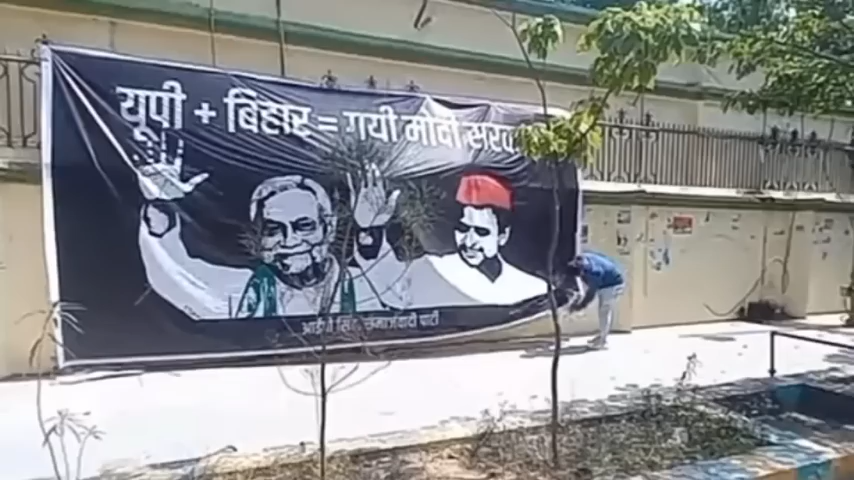 यूपी + बिहार = गयी मोदी
समाजवादी पार्टी